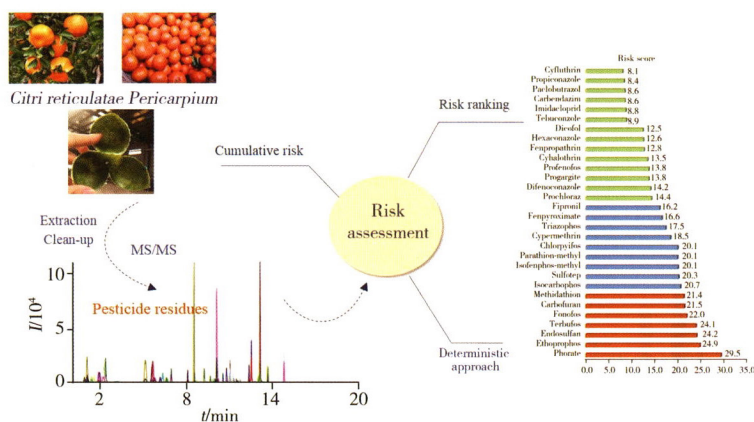 Citri reticulatae Pericarpium
Extraction
Clean-up
MS/MS
Pesticide residues
I/10⁴
10
5
0
2
8
14
20
t/min
Cumulative risk
Risk ranking
Risk
assessment
Deterministic
approach
Risk score
Cyfluthrin 8.1
Propiconazole 8.4
Paclobutrazol 8.6
Carbendazim 8.6
Imidacloprid 8.8
Tebuconazole 8.9
Dicofol 12.5
Hexaconazole 12.6
Fenpropathrin 12.8
Cyhalothrin 13.5
Profenofos 13.8
Progargite 13.8
Difenoconazole 14.2
Prochloraz 14.4
Fipronil 16.2
Fenpyroximate 16.6
Triazophos 17.5
Cypermethrin 18.5
Chlorpyifos 20.1
Parathion-methyl 20.1
Isofenphos-methyl 20.1
Sulfotep 20.3
Isocarbophos 20.7
Methidathion 21.4
Carbofuran 21.5
Fonofos 22.0
Terbufos 24.1
Endosulfan 24.2
Ethoprophos 24.9
Phorate 29.5
0.0 5.0 10.0 15.0 20.0 25.0 30.0 35.0